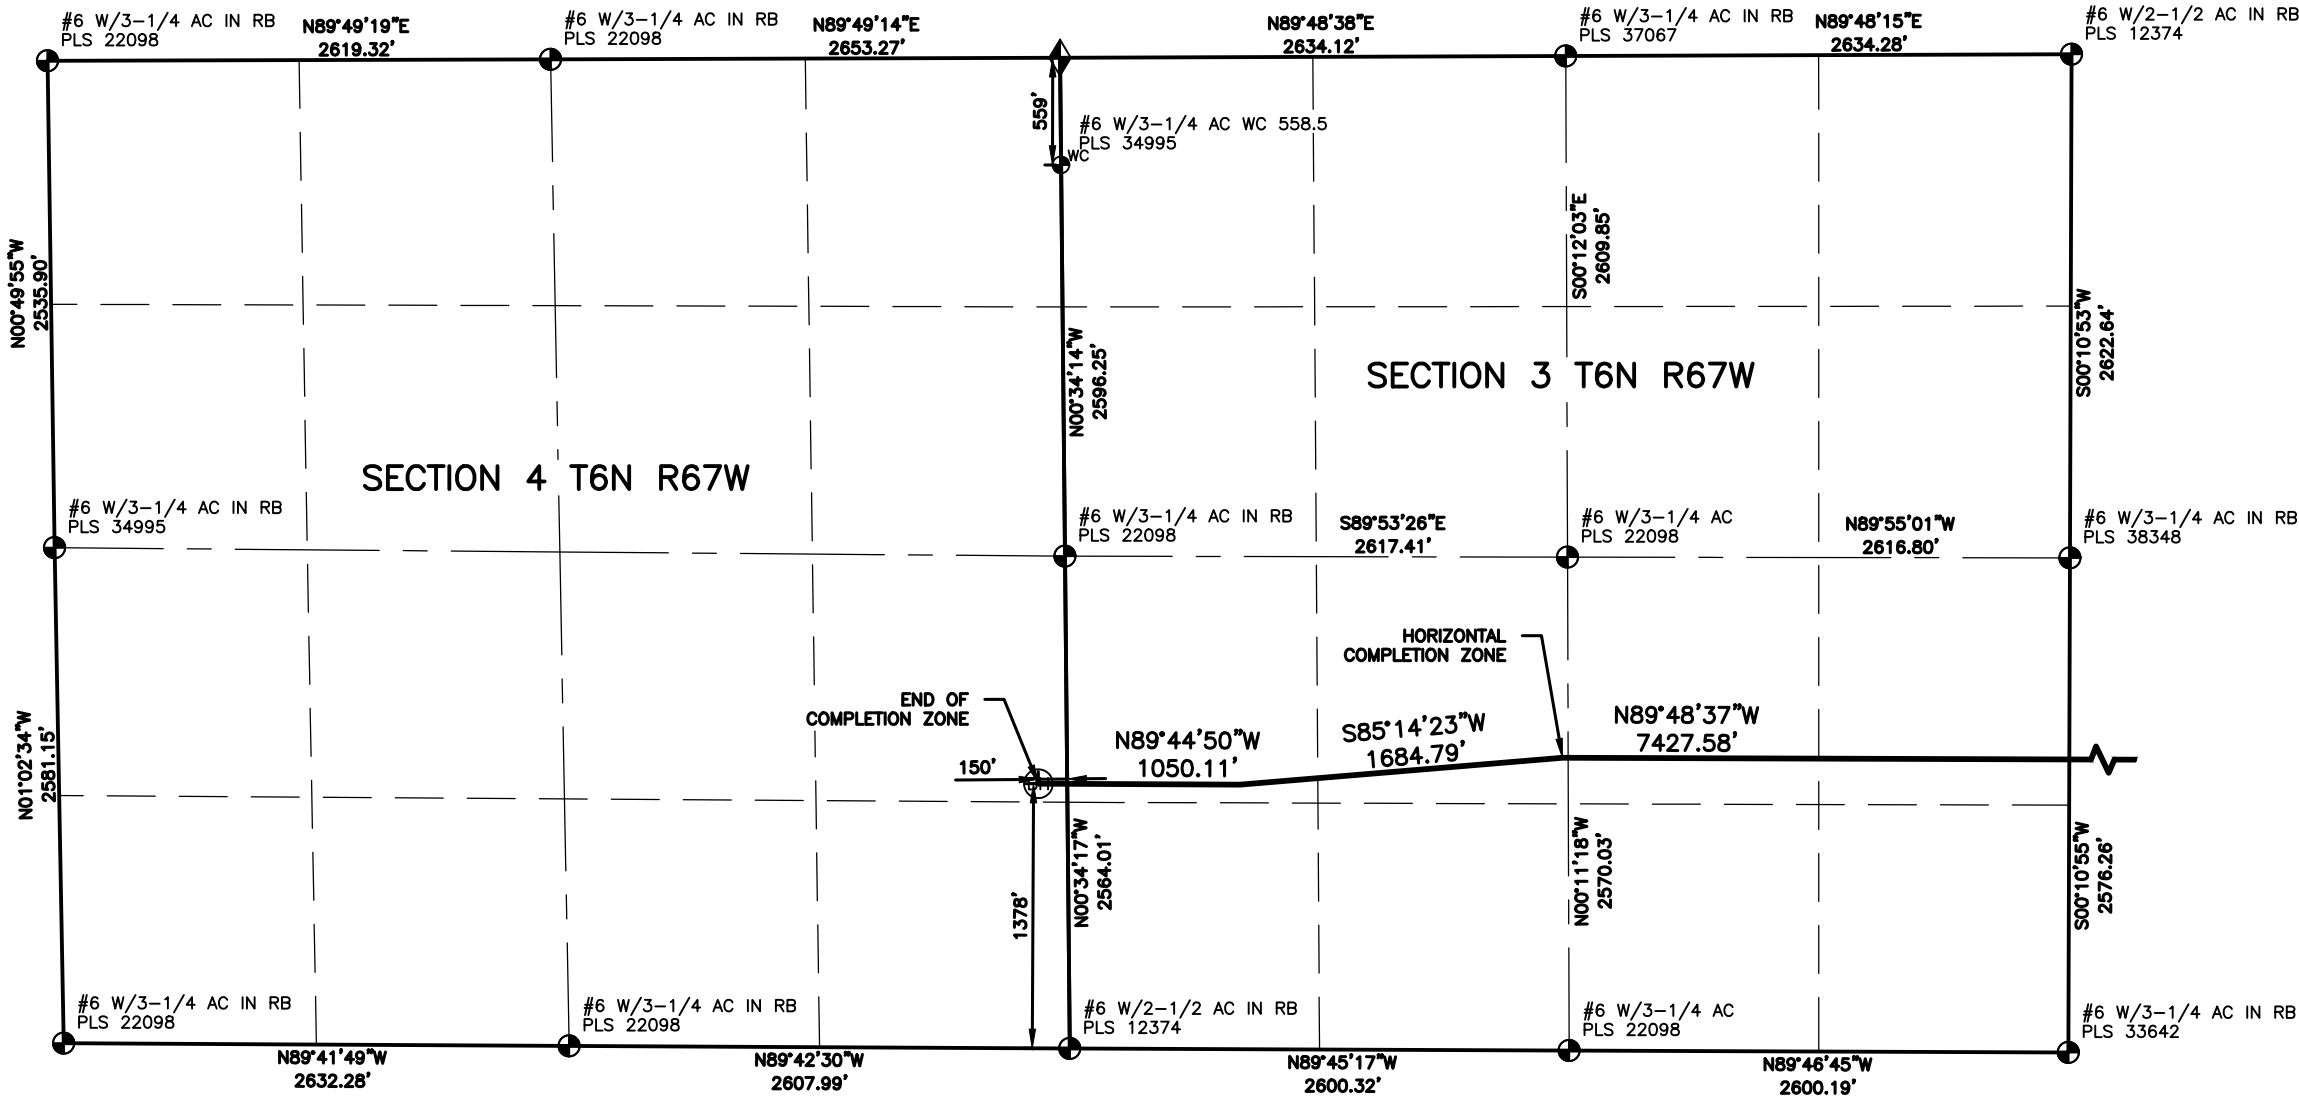 #6 W/3-1/4 AC IN RB
PLS 22098
N89°49'19"E
2619.32'
#6 W/3-1/4 AC IN RB
PLS 22098
N89°49'14"E
2653.27'
N89°48'38"E
2634.12'
#6 W/3-1/4 AC IN RB
PLS 37067
N89°48'15"E
2634.28'
#6 W/2-1/2 AC IN RB
PLS 12374
559'
#6 W/3-1/4 AC WC 558.5
PLS 34995
WC
N00°49'55"W
2535.90'
S00°12'03"E
2609.85'
N00°34'14"W
2596.25'
S00°10'53"W
2622.64'
SECTION 3 T6N R67W
SECTION 4 T6N R67W
#6 W/3-1/4 AC IN RB
PLS 34995
#6 W/3-1/4 AC IN RB
PLS 22098
S89°53'26"E
2617.41'
#6 W/3-1/4 AC
PLS 22098
N89°55'01"W
2616.80'
#6 W/3-1/4 AC IN RB
PLS 38348
HORIZONTAL
COMPLETION ZONE
END OF
COMPLETION ZONE
N01°02'34"W
2581.15'
150'
N89°44'50"W
1050.11'
S85°14'23"W
1684.79'
N89°48'37"W
7427.58'
1378'
N00°34'17"W
2564.01'
N00°11'18"W
2570.03'
S00°10'55"W
2576.26'
#6 W/3-1/4 AC IN RB
PLS 22098
#6 W/3-1/4 AC IN RB
PLS 22098
#6 W/2-1/2 AC IN RB
PLS 12374
#6 W/3-1/4 AC
PLS 22098
#6 W/3-1/4 AC IN RB
PLS 33642
N89°41'49"W
2632.28'
N89°42'30"W
2607.99'
N89°45'17"W
2600.32'
N89°46'45"W
2600.19'